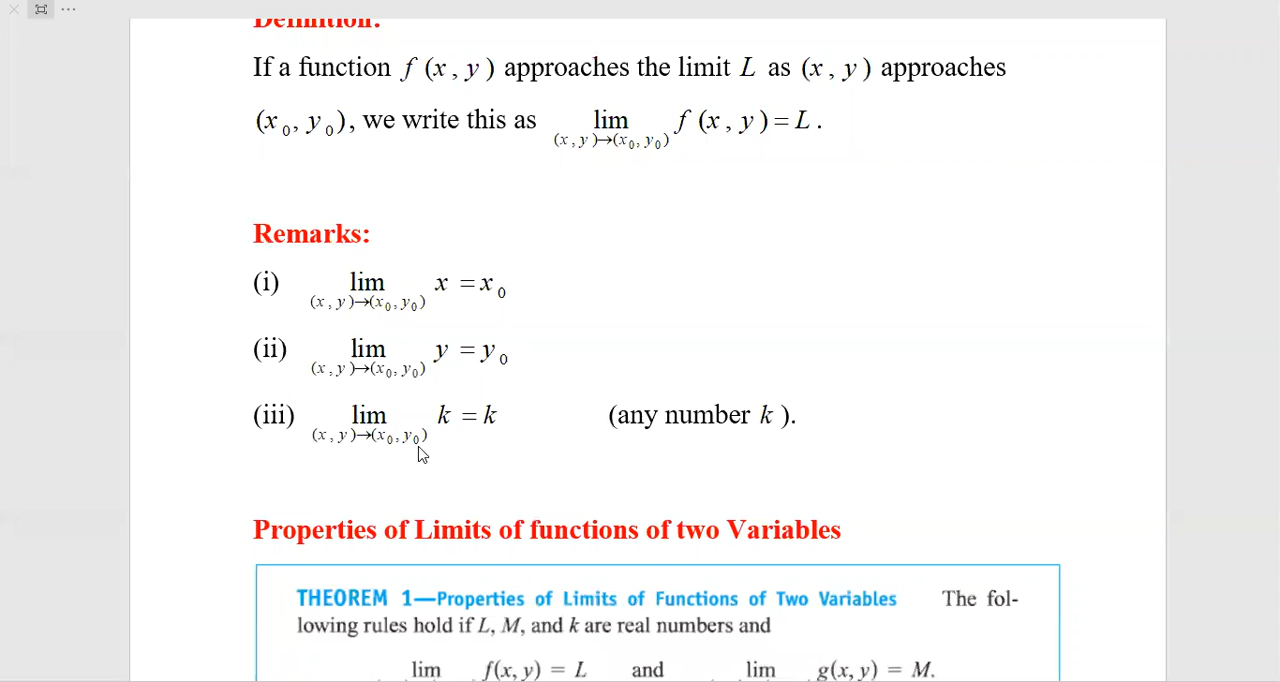 Definition:
If a function f (x, y) approaches the limit L as (x, y) approaches
(x₀, y₀), we write this as lim f (x, y) = L.
(x, y)→(x₀, y₀)
Remarks:
(i) lim x = x₀
(x, y)→(x₀, y₀)
(ii) lim y = y₀
(x, y)→(x₀, y₀)
(iii) lim k = k (any number k).
(x, y)→(x₀, y₀)
Properties of Limits of functions of two Variables
THEOREM 1—Properties of Limits of Functions of Two Variables The fol-
lowing rules hold if L, M, and k are real numbers and
lim f(x, y) = L and lim g(x, y) = M.